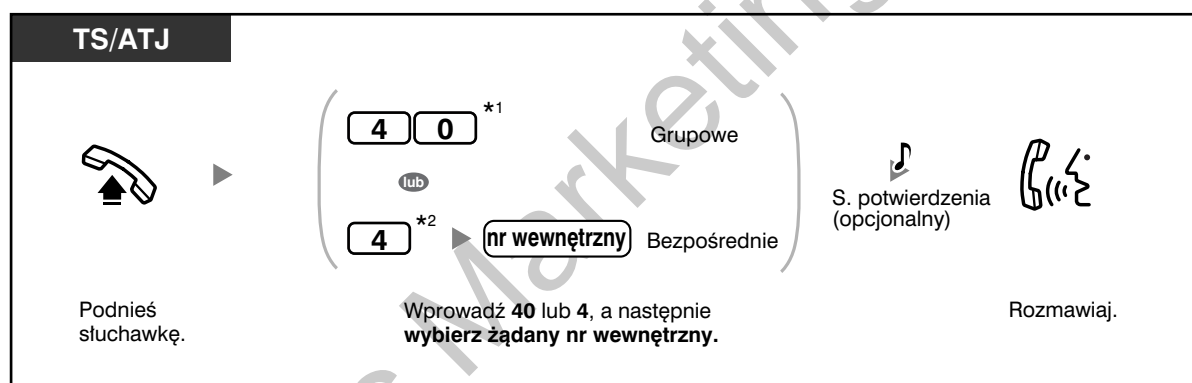 TS/ATJ
4 0 *1 Grupowe
lub
4 *2 nr wewnętrzny Bezpośrednie
S. potwierdzenia
(opcjonalny)
Podnieś
słuchawkę.
Wprowadź 40 lub 4, a następnie
wybierz żądany nr wewnętrzny.
Rozmawiaj.
s Marketing